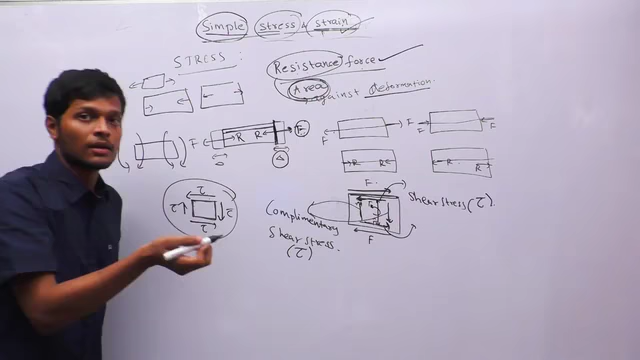 Simple stress & strain
STRESS :
Resistance force
Area
against deformation.
F
R R
F
Δ
Δ
F
F
F
F
R R
R R
τ
τ
τ
τ
F
Shear stress (τ)
Complimentary
Shear stress
(τ)
F